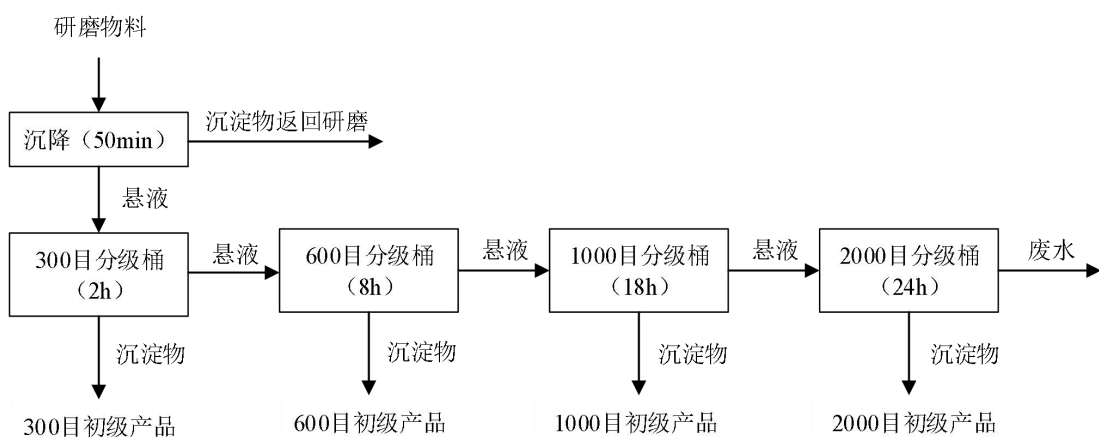 研磨物料
沉降（50min）
沉淀物返回研磨
悬液
300目分级桶
（2h）
悬液
600目分级桶
（8h）
悬液
1000目分级桶
（18h）
悬液
2000目分级桶
（24h）
废水
沉淀物
沉淀物
沉淀物
沉淀物
300目初级产品
600目初级产品
1000目初级产品
2000目初级产品